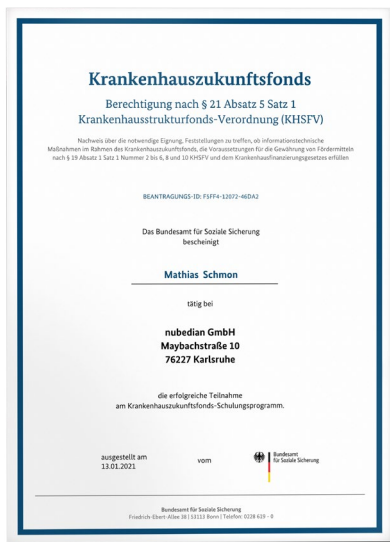 Krankenhauszukunftsfonds
Berechtigung nach § 21 Absatz 5 Satz 1
Krankenhausstrukturfonds-Verordnung (KHSFV)
Nachweis über die notwendige Eignung, Feststellungen zu treffen, ob informationstechnische
Maßnahmen im Rahmen des Krankenhauszukunftsfonds, die Voraussetzungen für die Gewährung von Fördermitteln
nach § 19 Absatz 1 Satz 1 Nummer 2 bis 6, 8 und 10 KHSFV und dem Krankenhausfinanzierungsgesetzes erfüllen
BEANTRAGUNGS-ID: F5FF4-12072-46DA2
Das Bundesamt für Soziale Sicherung
bescheinigt
Mathias Schmon
tätig bei
nubedian GmbH
Maybachstraße 10
76227 Karlsruhe
die erfolgreiche Teilnahme
am Krankenhauszukunftsfonds-Schulungsprogramm.
ausgestellt am
13.01.2021
vom
Bundesamt
für Soziale Sicherung
Bundesamt für Soziale Sicherung
Friedrich-Ebert-Allee 38 | 53113 Bonn | Telefon: 0228 619 - 0